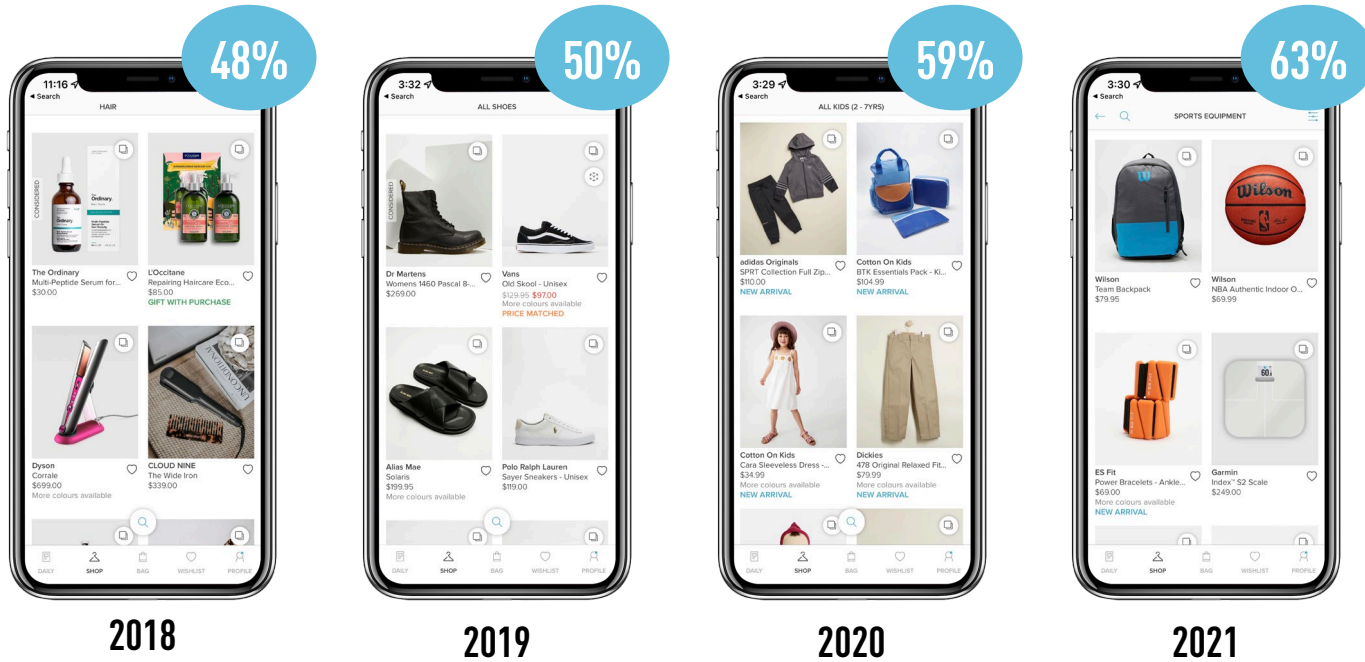 48%
11:16
Search
HAIR
CONSIDERED
The
Ordinary.
The Ordinary
Multi-Peptide Serum for...
$30.00
L'Occitane
Repairing Haircare Eco...
$85.00
GIFT WITH PURCHASE
UNCONDITIONAL
Dyson
Corrale
$699.00
More colours available
CLOUD NINE
The Wide Iron
$339.00
DAILY
SHOP
BAG
WISHLIST
PROFILE
2018
50%
3:32
Search
ALL SHOES
CONSIDERED
Dr Martens
Womens 1460 Pascal 8-...
$269.00
Vans
Old Skool - Unisex
$129.95 $97.00
More colours available
PRICE MATCHED
Alias Mae
Solaris
$199.95
More colours available
Polo Ralph Lauren
Sayer Sneakers - Unisex
$119.00
DAILY
SHOP
BAG
WISHLIST
PROFILE
2019
59%
3:29
Search
ALL KIDS (2 - 7YRS)
adidas Originals
SPRT Collection Full Zip...
$110.00
NEW ARRIVAL
Cotton On Kids
BTK Essentials Pack - Ki...
$104.99
NEW ARRIVAL
Cotton On Kids
Cara Sleeveless Dress -...
$34.99
More colours available
NEW ARRIVAL
Dickies
478 Original Relaxed Fit...
$79.99
More colours available
NEW ARRIVAL
DAILY
SHOP
BAG
WISHLIST
PROFILE
2020
63%
3:30
Search
SPORTS EQUIPMENT
Wilson
Team Backpack
$79.95
Wilson
Wilson
NBA Authentic Indoor O...
$69.99
ES Fit
Power Bracelets - Ankle...
$69.00
More colours available
NEW ARRIVAL
60
Garmin
Index™ S2 Scale
$249.00
DAILY
SHOP
BAG
WISHLIST
PROFILE
2021